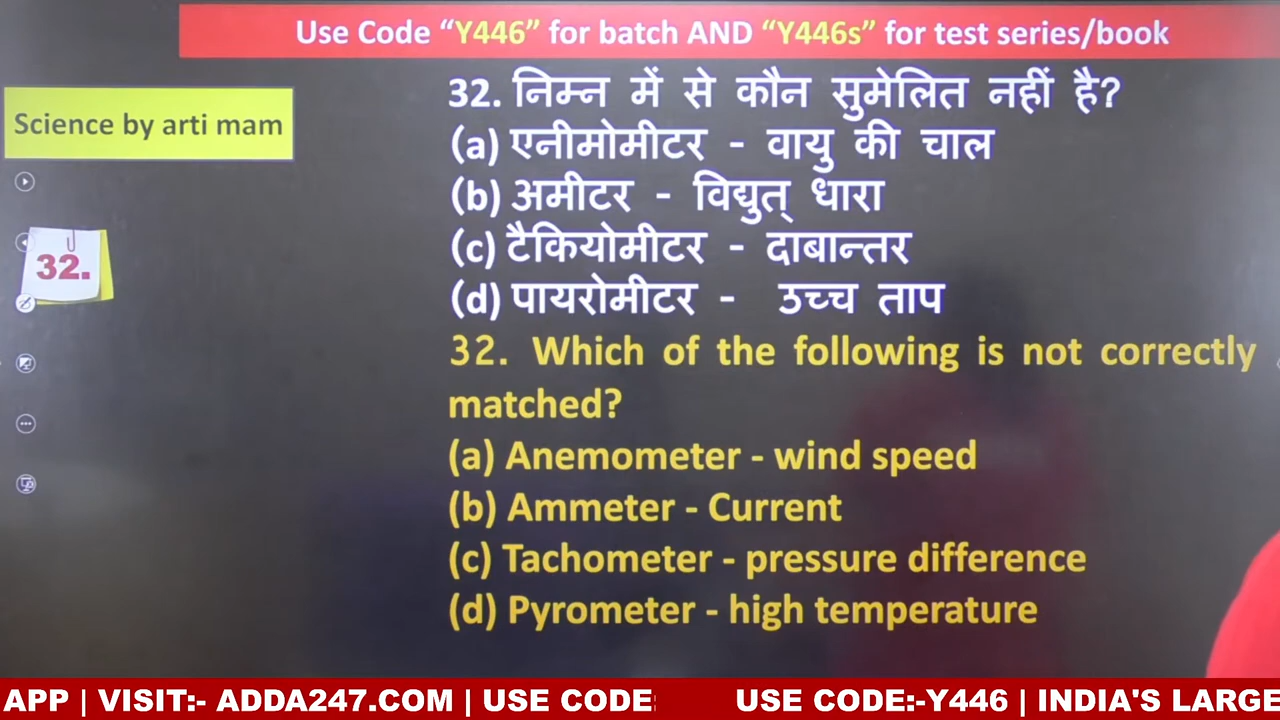 Use Code “Y446” for batch AND “Y446s” for test series/book
Science by arti mam
32.
32. निम्न में से कौन सुमेलित नहीं है?
(a) एनीमोमीटर - वायु की चाल
(b) अमीटर - विद्युत् धारा
(c) टैकियोमीटर - दाबान्तर
(d) पायरोमीटर - उच्च ताप
32. Which of the following is not correctly
matched?
(a) Anemometer - wind speed
(b) Ammeter - Current
(c) Tachometer - pressure difference
(d) Pyrometer - high temperature
APP | VISIT:- ADDA247.COM | USE CODE: USE CODE:-Y446 | INDIA'S LARGE